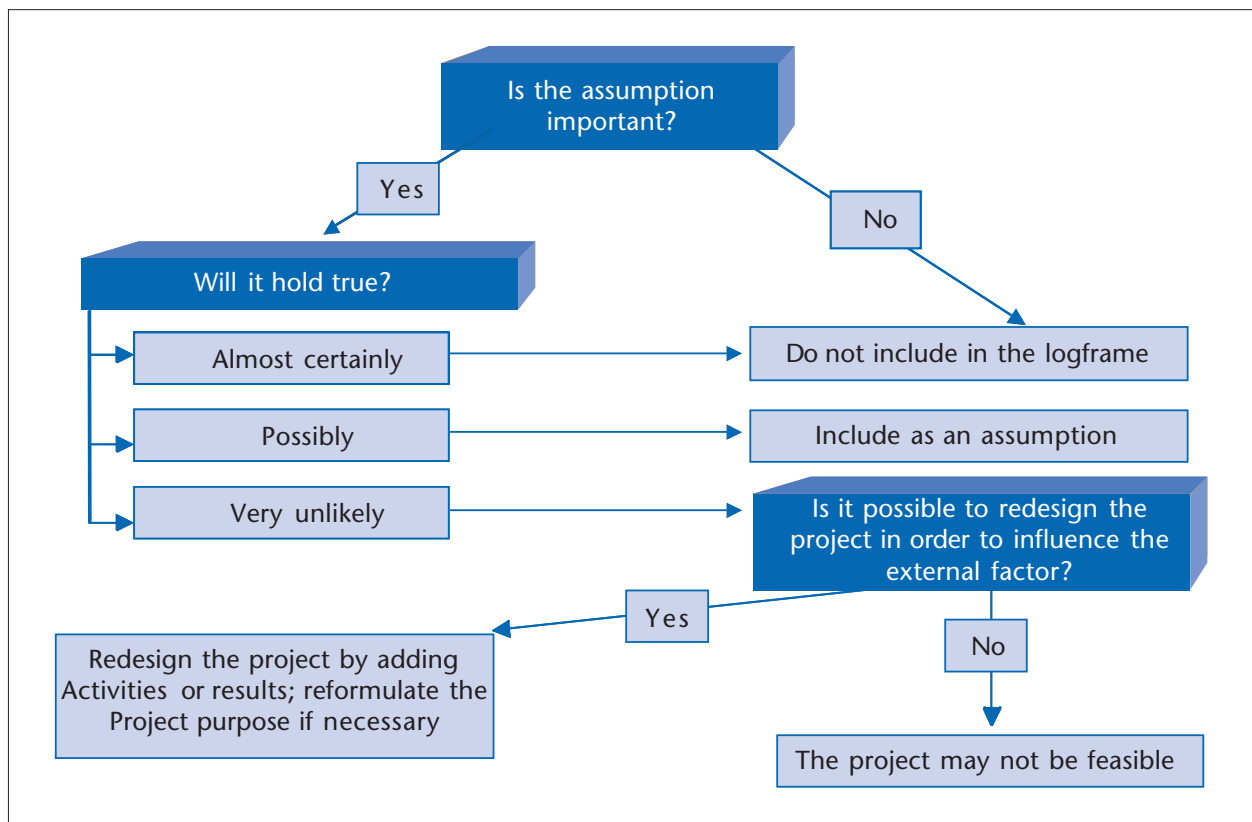 Is the assumption
important?
Yes
No
Will it hold true?
Almost certainly
Do not include in the logframe
Possibly
Include as an assumption
Very unlikely
Is it possible to redesign the
project in order to influence the
external factor?
Yes
No
Redesign the project by adding
Activities or results; reformulate the
Project purpose if necessary
The project may not be feasible